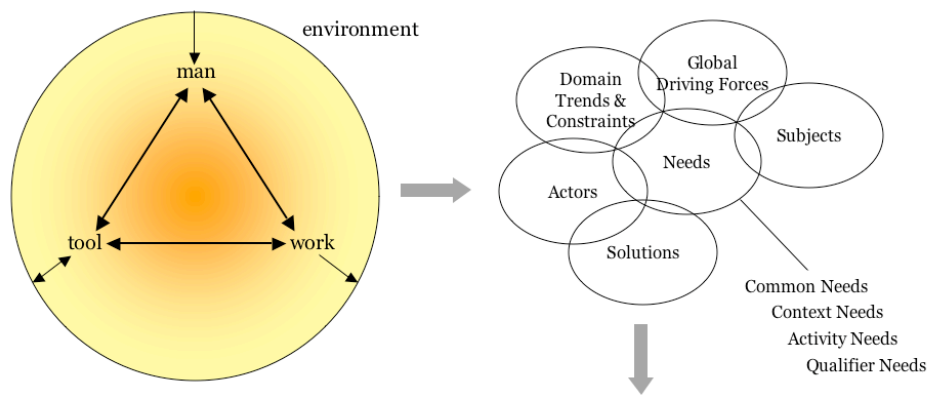 environment
man
tool
work
Domain
Trends &
Constraints
Global
Driving Forces
Subjects
Needs
Actors
Solutions
Common Needs
Context Needs
Activity Needs
Qualifier Needs